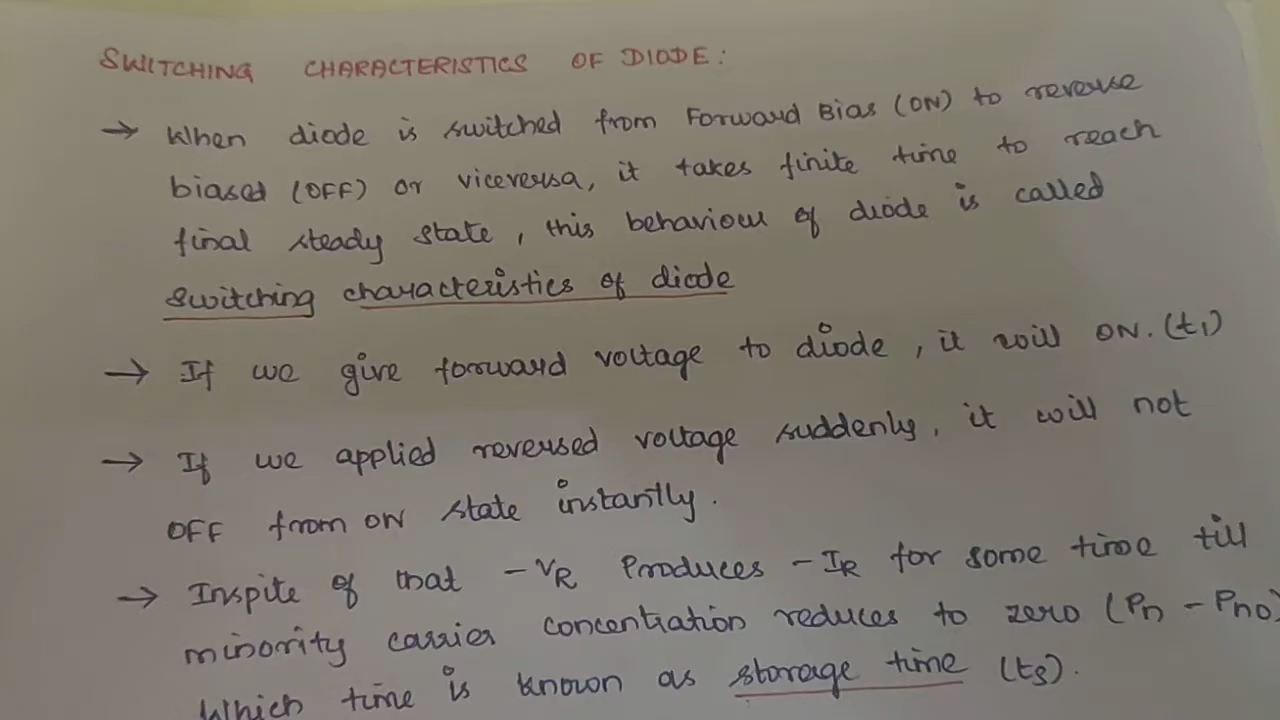 SWITCHING CHARACTERISTICS OF DIODE:
→ When diode is switched from Forward Bias (ON) to reverse
biased (OFF) or viceversa, it takes finite time to reach
final steady state, this behaviour of diode is called
switching characteristics of diode
→ If we give forward voltage to diode, it will ON. (t1)
→ If we applied reversed voltage suddenly, it will not
OFF from ON state instantly.
→ Inspite of that -VR Produces -IR for some time till
minority carrier concentration reduces to zero (Pn - Pno)
Which time is known as storage time (ts).